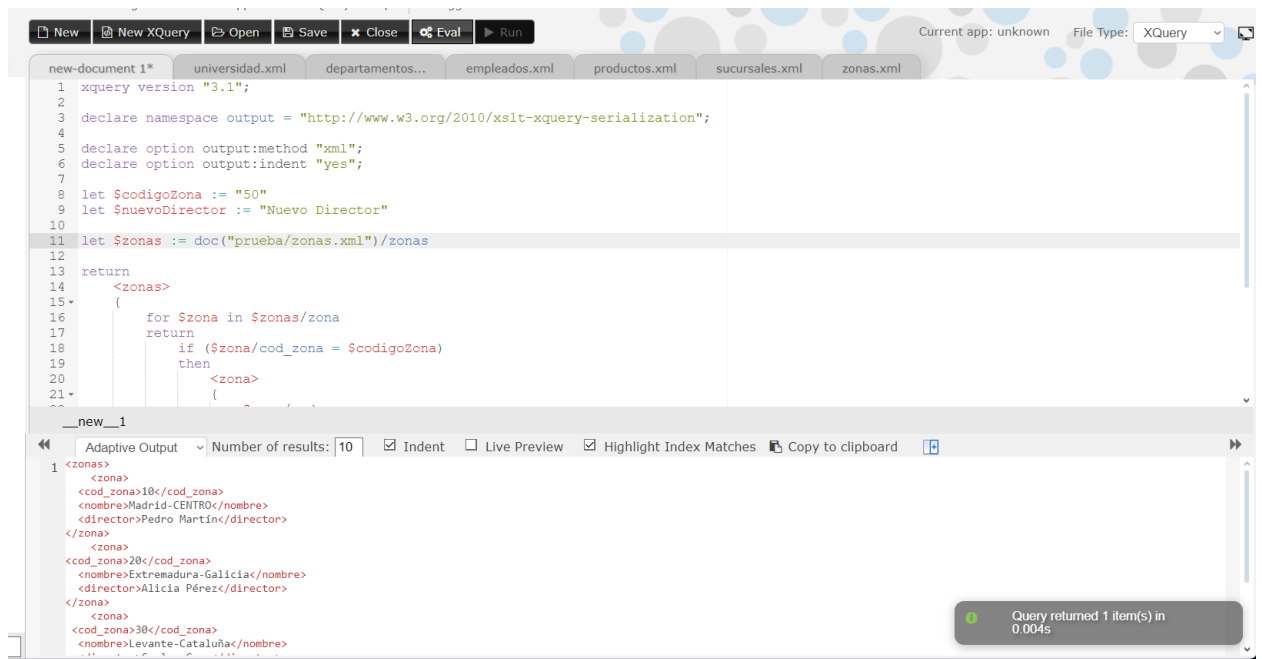 New New XQuery Open Save Close Eval Run Current app: unknown File Type: XQuery
new-document 1* universidad.xml departamentos... empleados.xml productos.xml sucursales.xml zonas.xml
1 xquery version "3.1";
2
3 declare namespace output = "http://www.w3.org/2010/xslt-xquery-serialization";
4
5 declare option output:method "xml";
6 declare option output:indent "yes";
7
8 let $codigoZona := "50"
9 let $nuevoDirector := "Nuevo Director"
10
11 let $zonas := doc("prueba/zonas.xml")/zonas
12
13 return
14 <zonas>
15 {
16 for $zona in $zonas/zona
17 return
18 if ($zona/cod_zona = $codigoZona)
19 then
20 <zona>
21 {
__new__1
Adaptive Output Number of results: 10 Indent Live Preview Highlight Index Matches Copy to clipboard
1 <zonas>
<zona>
<cod_zona>10</cod_zona>
<nombre>Madrid-CENTRO</nombre>
<director>Pedro Martín</director>
</zona>
<zona>
<cod_zona>20</cod_zona>
<nombre>Extremadura-Galicia</nombre>
<director>Alicia Pérez</director>
</zona>
<zona>
<cod_zona>30</cod_zona>
<nombre>Levante-Cataluña</nombre>
Query returned 1 item(s) in
0.004s